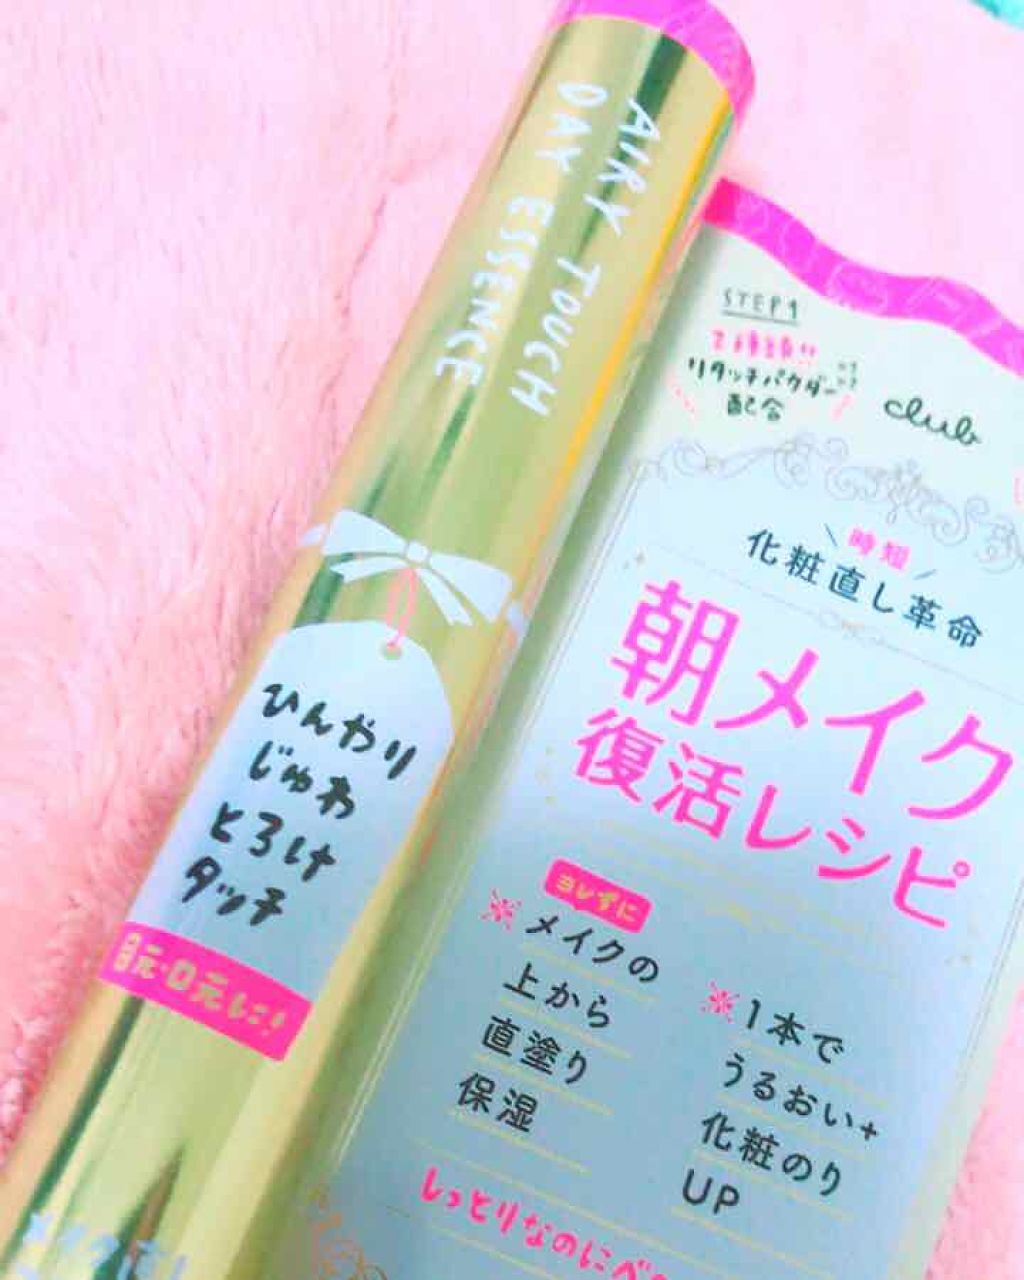 AIRY TOUCH
DAY ESSENCE
ひんやり
じゅわ
とろけ
タッチ
目元・口元に!
STEP1
2種類!!
リタッチパウダー
配合
club
時短
化粧直し革命
朝メイク
復活レシピ
ヨレずに
※メイクの
上から
直塗り
保湿
※1本で
うるおい+
化粧のり
UP
しっとりなのにベ